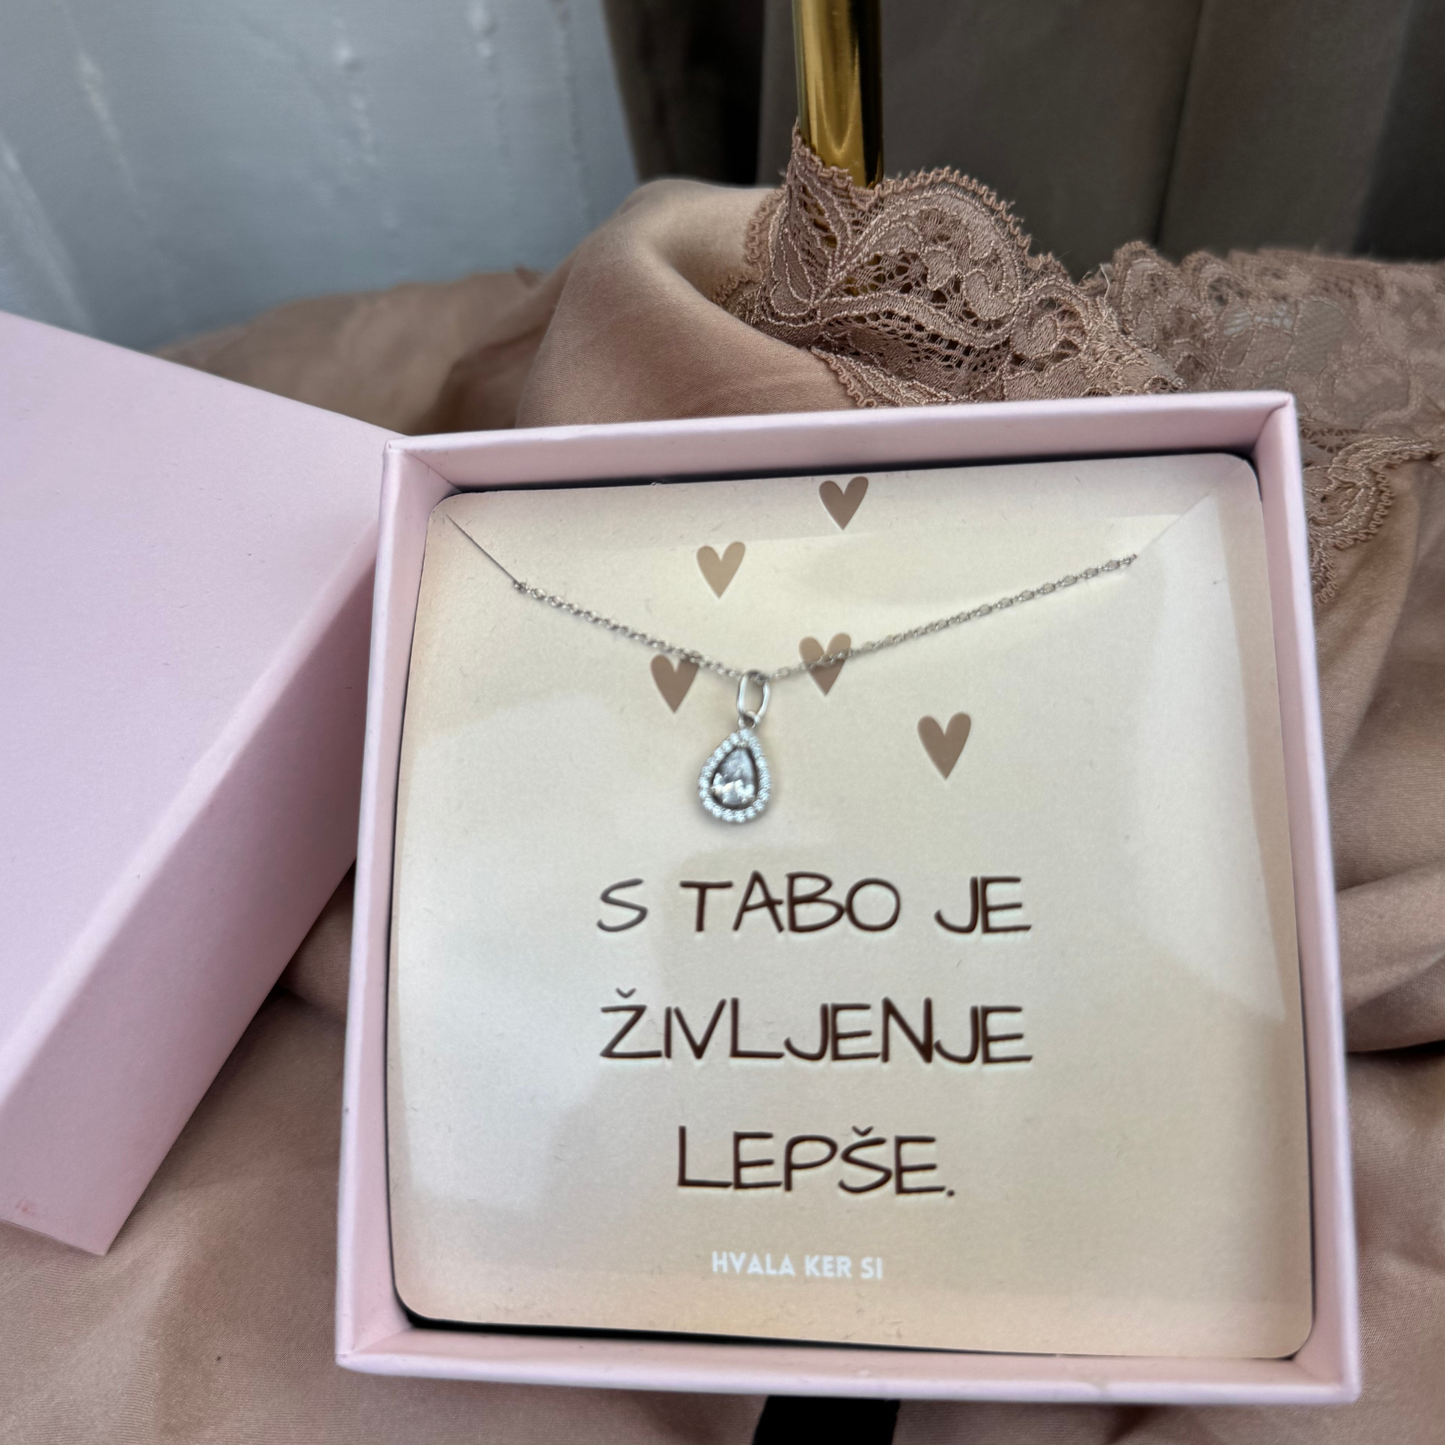 S TABO JE
ŽIVLJENJE
LEPŠE.
HVALA KER SI